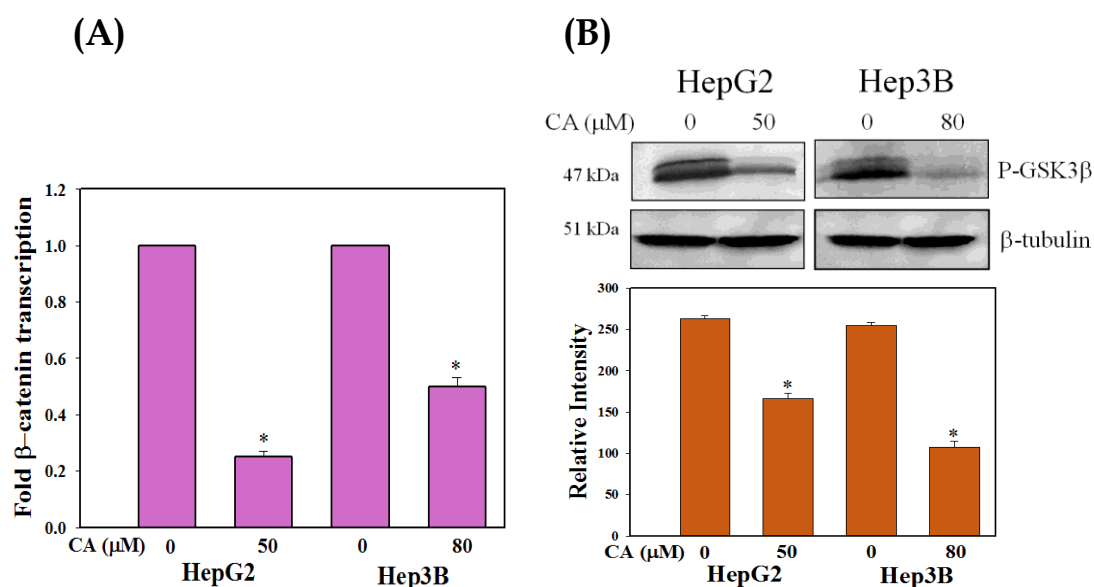 (A)
Fold β–catenin transcription
1.2
1.0
0.8
0.6
0.4
0.2
0.0
*
*
CA (μM) 0 50 0 80
HepG2 Hep3B
(B)
HepG2 Hep3B
CA (μM) 0 50 0 80
47 kDa P-GSK3β
51 kDa β-tubulin
Relative Intensity
300
250
200
150
100
50
0
*
*
CA (μM) 0 50 0 80
HepG2 Hep3B